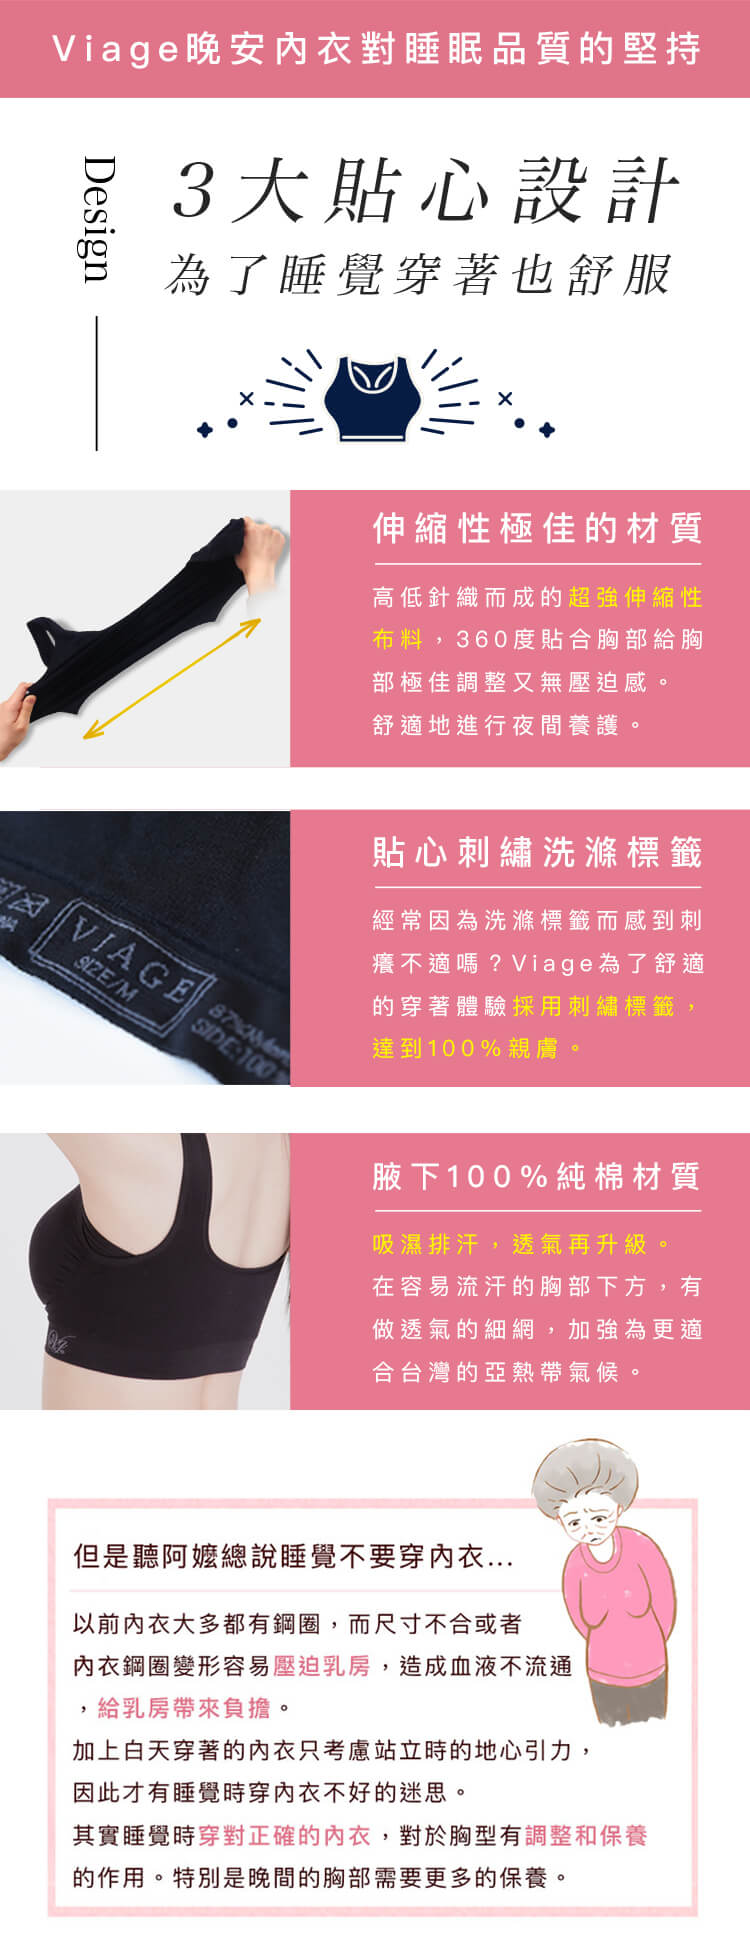 Viage晚安內衣對睡眠品質的堅持
Design
3大貼心設計
為了睡覺穿著也舒服
伸縮性極佳的材質
高低針織而成的超強伸縮性
布料，360度貼合胸部給胸
部極佳調整又無壓迫感。
舒適地進行夜間養護。
貼心刺繡洗滌標籤
經常因為洗滌標籤而感到刺
癢不適嗎？Viage為了舒適
的穿著體驗採用刺繡標籤，
達到100%親膚。
VIAGE
SIZE/M
腋下100%純棉材質
吸濕排汗，透氣再升級。
在容易流汗的胸部下方，有
做透氣的細網，加強為更適
合台灣的亞熱帶氣候。
但是聽阿嬤總說睡覺不要穿內衣...
以前內衣大多都有鋼圈，而尺寸不合或者
內衣鋼圈變形容易壓迫乳房，造成血液不流通
，給乳房帶來負擔。
加上白天穿著的內衣只考慮站立時的地心引力，
因此才有睡覺時穿內衣不好的迷思。
其實睡覺時穿對正確的內衣，對於胸型有調整和保養
的作用。特別是晚間的胸部需要更多的保養。